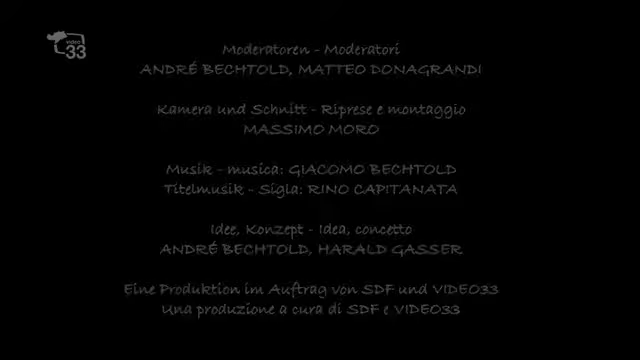 video
33
Moderatoren - Moderatori
ANDRÉ BECHTOLD, MATTEO DONAGRANDI
Kamera und Schnitt - Riprese e montaggio
MASSIMO MORO
Musik - musica: GIACOMO BECHTOLD
Titelmusik - Sigla: RINO CAPITANATA
Idee, Konzept - Idea, concetto
ANDRÉ BECHTOLD, HARALD GASSER
Eine Produktion im Auftrag von SDF und VIDEO33
Una produzione a cura di SDF e VIDEO33